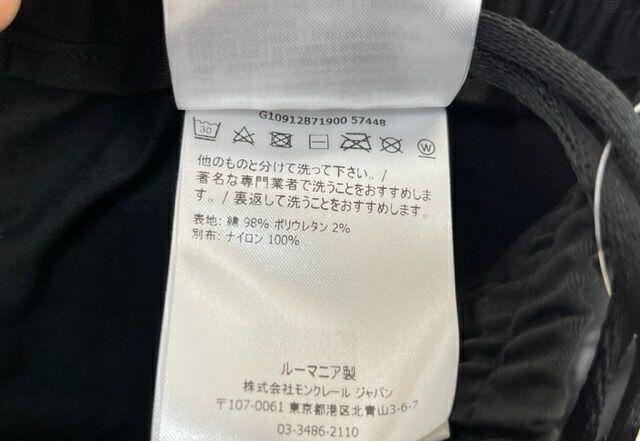 G10912B71900 57448
30 W
他のものと分けて洗って下さい。/
著名な専門業者で洗うことをおすすめしま
す。/ 裏返して洗うことをおすすめします。
表地: 綿 98% ポリウレタン 2%
別布: ナイロン 100%
ルーマニア製
株式会社モンクレール ジャパン
〒107-0061 東京都港区北青山3-6-7
03-3486-2110